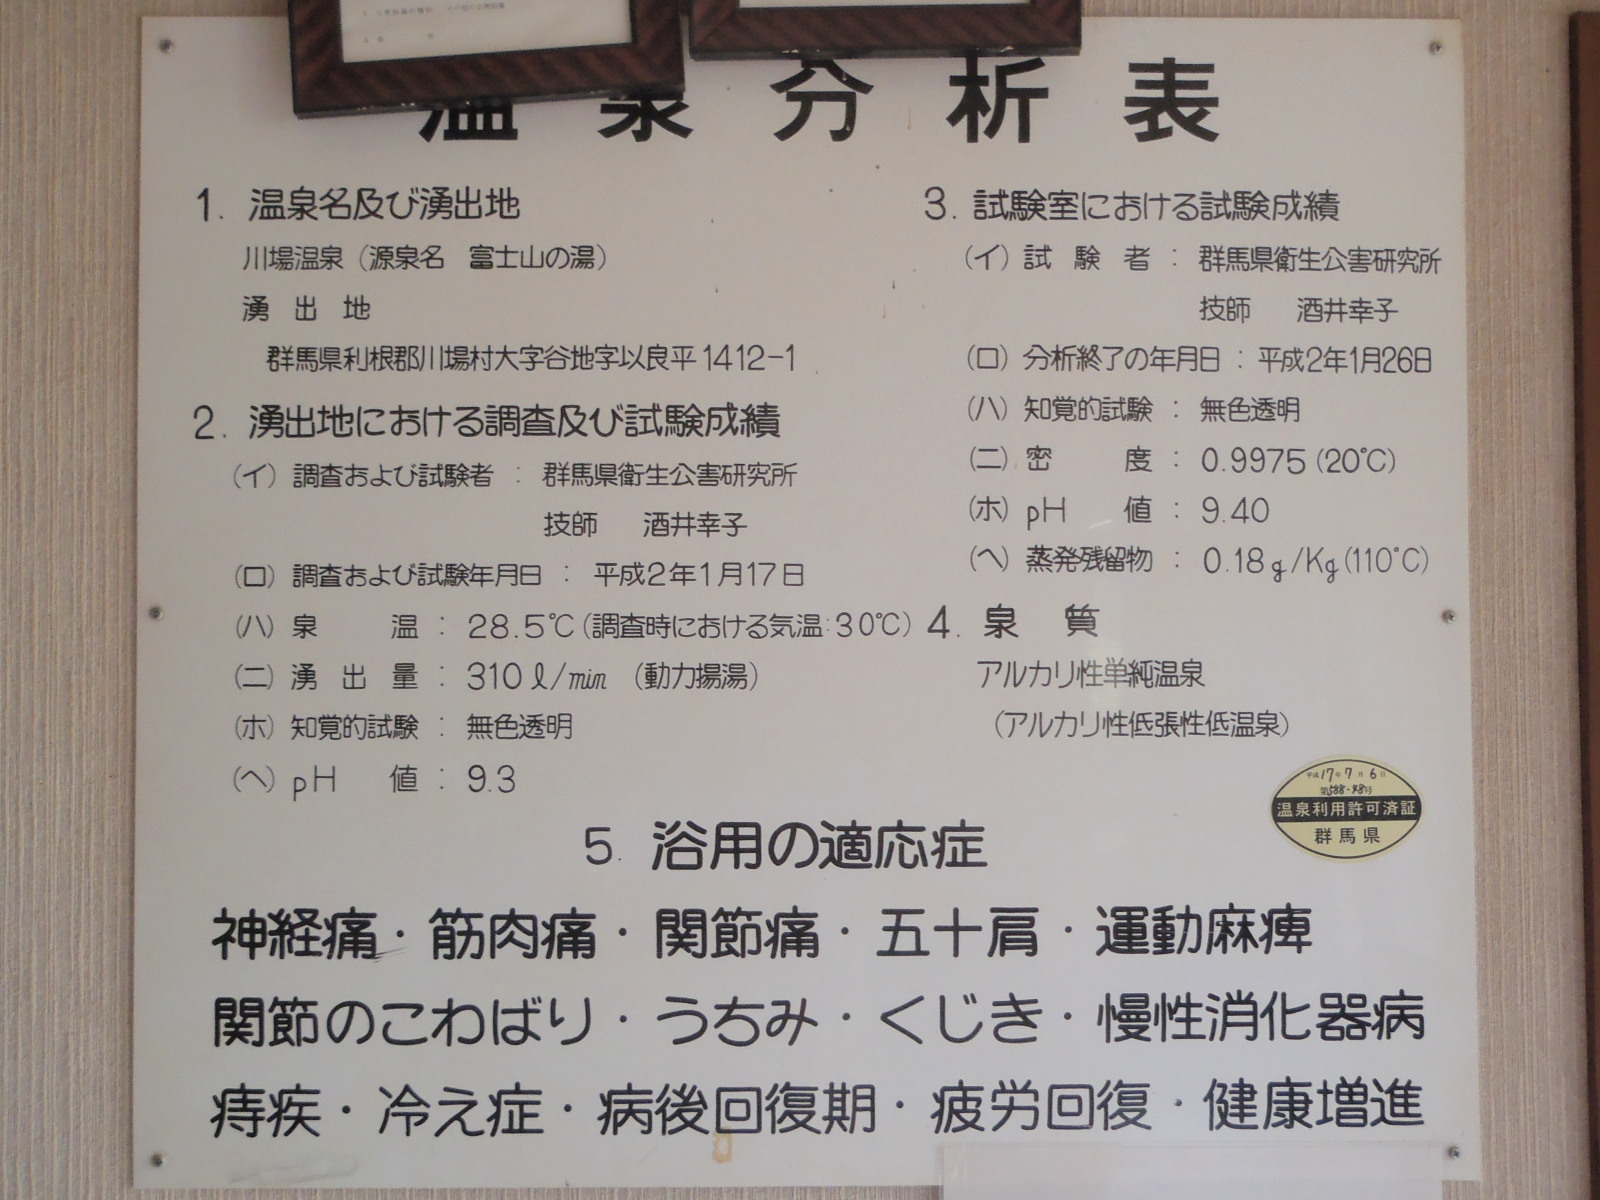 温泉分析表
1. 温泉名及び湧出地
川場温泉（源泉名 富士山の湯）
湧出地
群馬県利根郡川場村大字谷地字以良平1412-1
2. 湧出地における調査及び試験成績
(イ) 調査および試験者 : 群馬県衛生公害研究所
技師 酒井幸子
(ロ) 調査および試験年月日 : 平成2年1月17日
(ハ) 泉温 : 28.5℃(調査時における気温:30℃)
(ニ) 湧出量 : 310ℓ/min (動力揚湯)
(ホ) 知覚的試験 : 無色透明
(ヘ) pH値 : 9.3
3. 試験室における試験成績
(イ) 試験者 : 群馬県衛生公害研究所
技師 酒井幸子
(ロ) 分析終了の年月日 : 平成2年1月26日
(ハ) 知覚的試験 : 無色透明
(ニ) 密度 : 0.9975(20℃)
(ホ) pH値 : 9.40
(ヘ) 蒸発残留物 : 0.18g/Kg(110℃)
4. 泉質
アルカリ性単純温泉
(アルカリ性低張性低温泉)
平成17年7月6日
温泉利用許可済証
群馬県
5. 浴用の適応症
神経痛・筋肉痛・関節痛・五十肩・運動麻痺
関節のこわばり・うちみ・くじき・慢性消化器病
痔疾・冷え症・病後回復期・疲労回復・健康増進